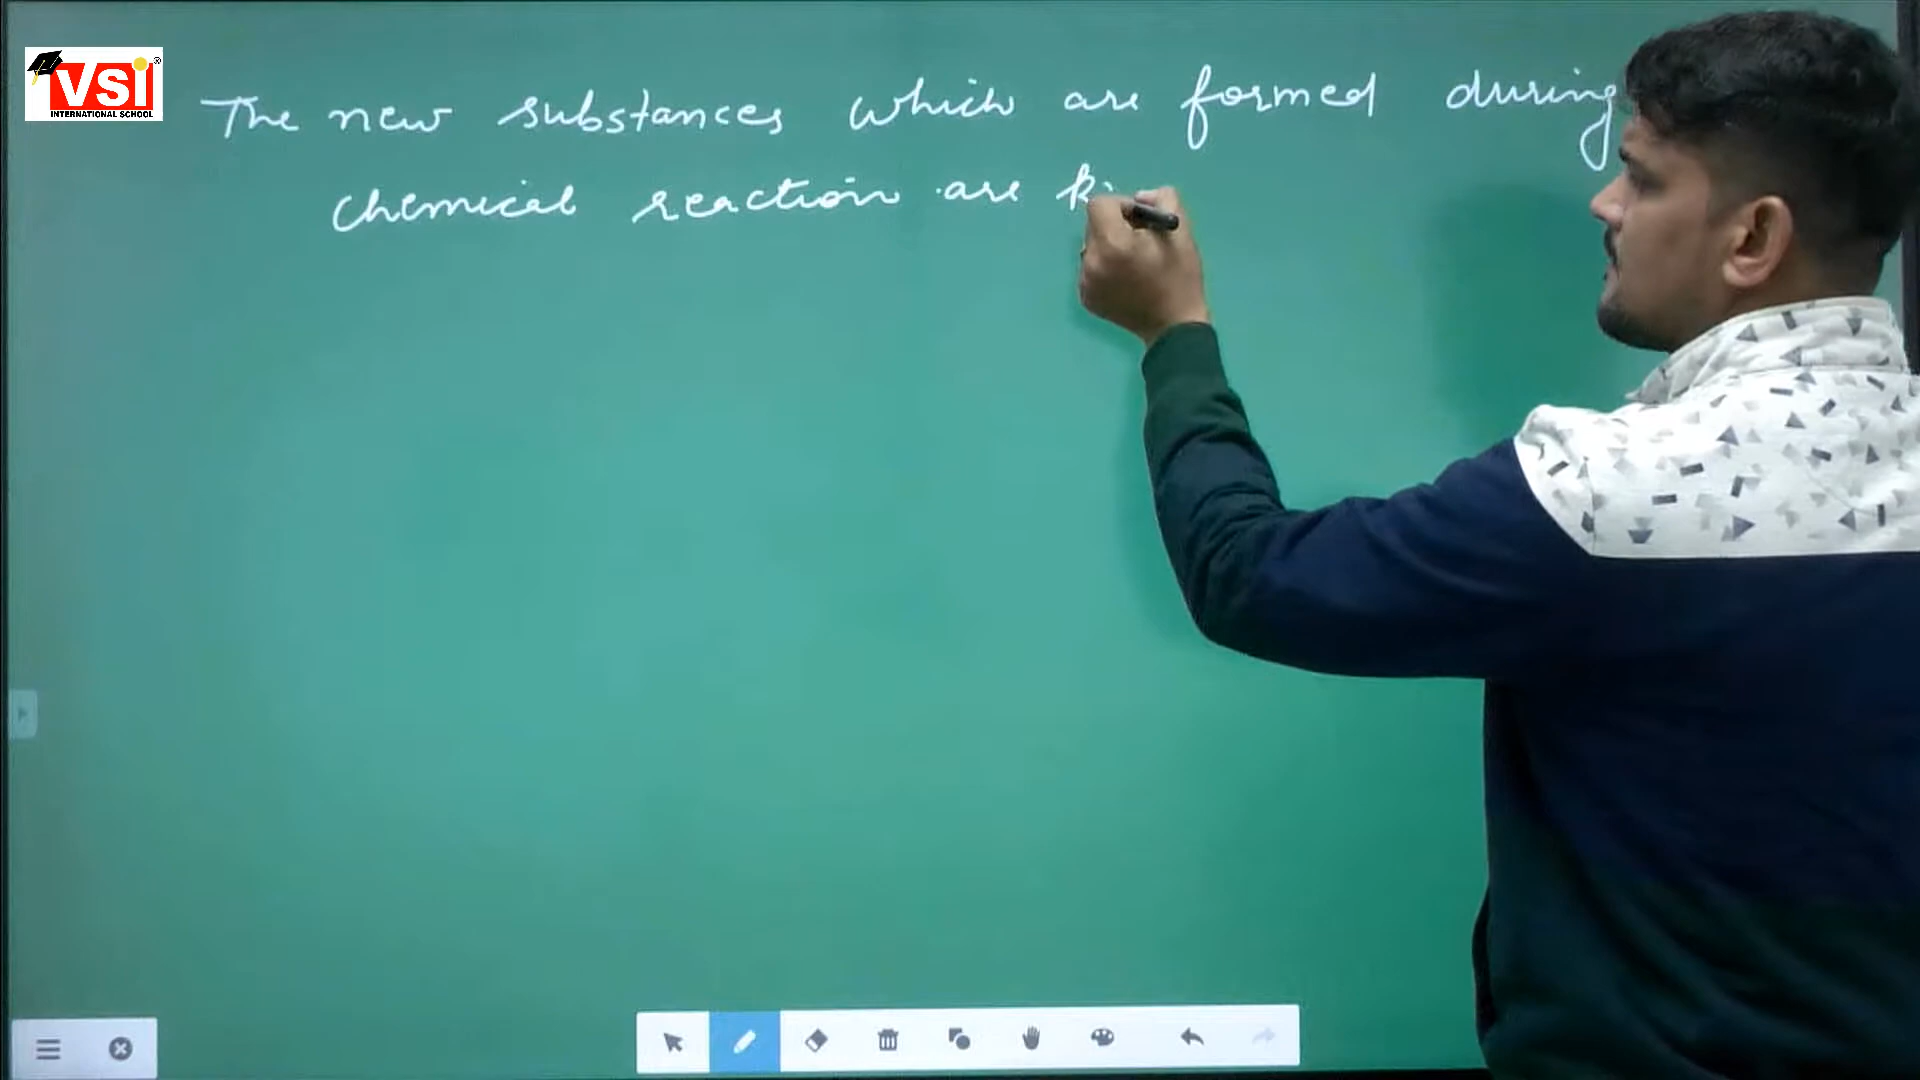 VSI
INTERNATIONAL SCHOOL
The new substances which are formed during
chemical reaction are